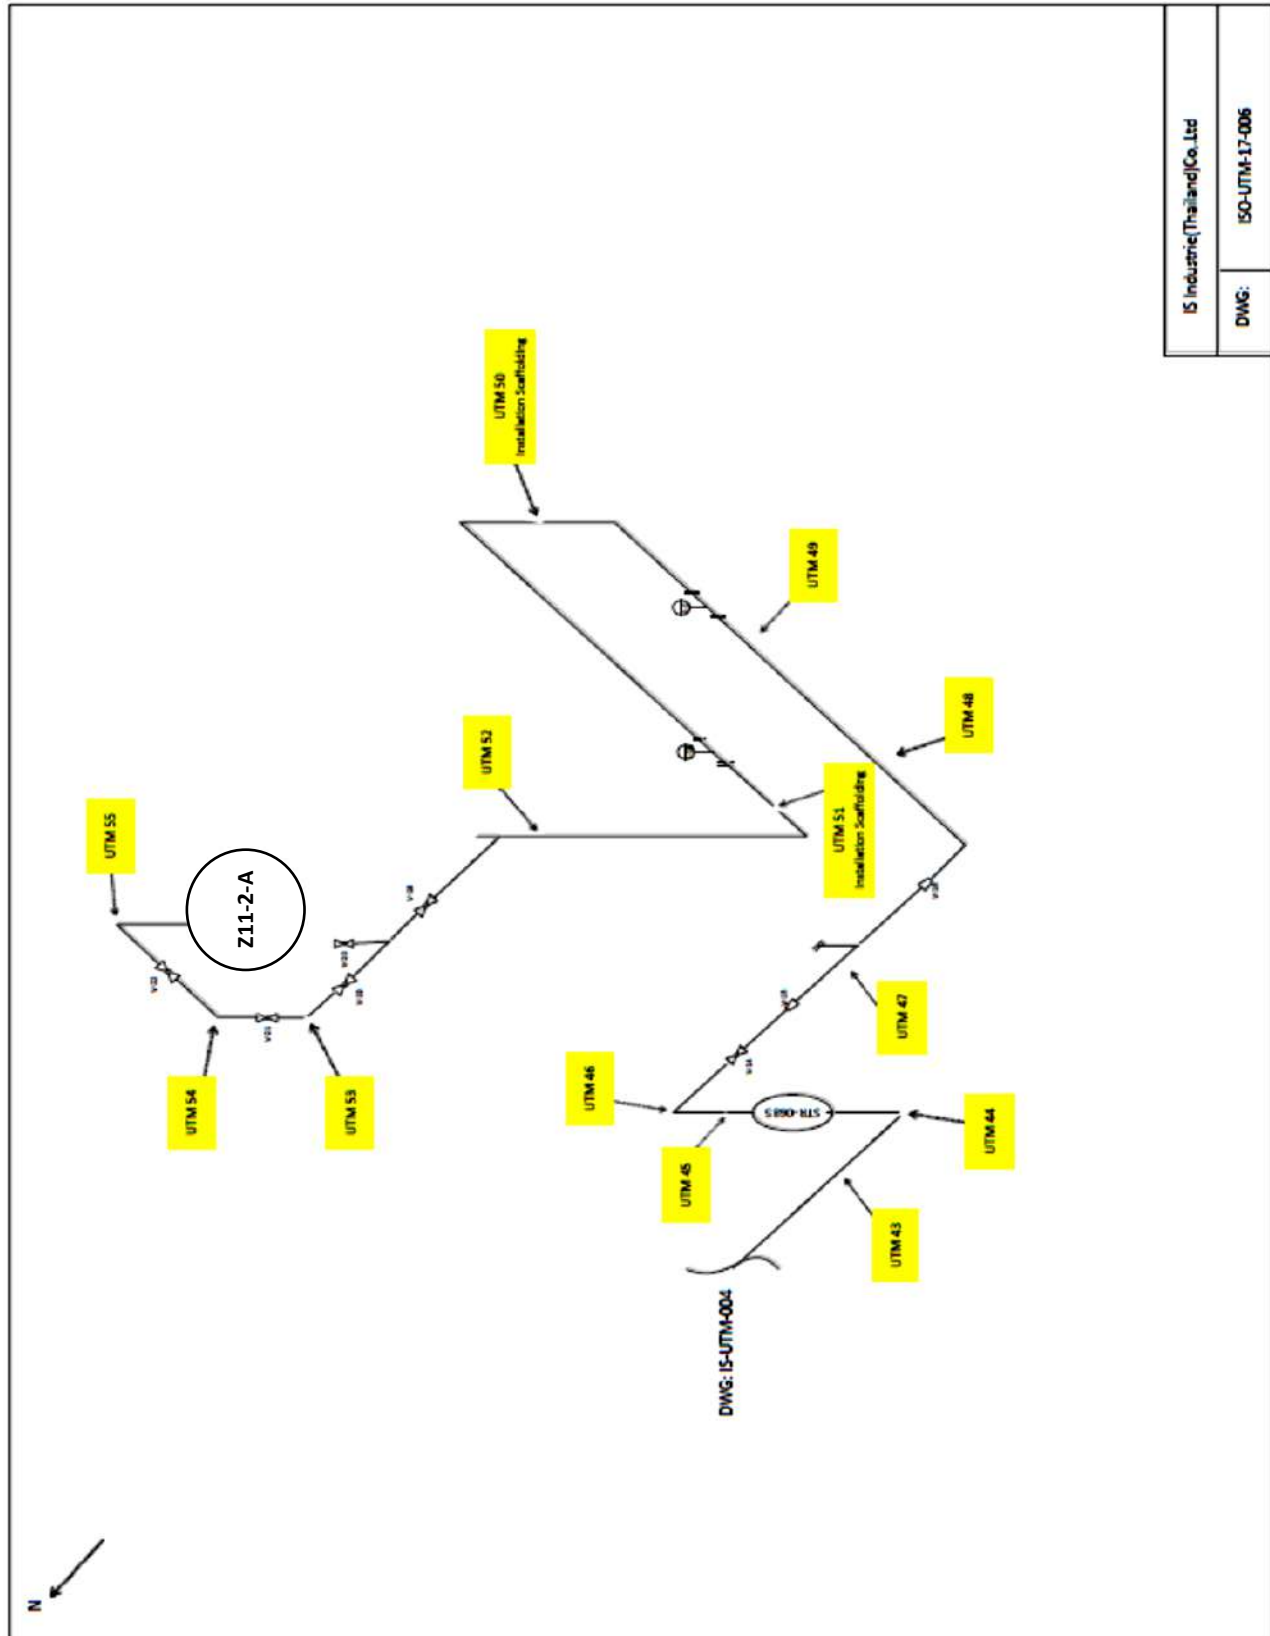 N
UTM 55
Z11-2-A
UTM 54
UTM 53
UTM 52
UTM 50
Installation Scaffolding
UTM 49
UTM 51
Installation Scaffolding
UTM 48
UTM 46
UTM 45
STR-068S
UTM 47
UTM 44
UTM 43
DWG: IS-UTM-004
IS Industrie(Thailand)Co,.Ltd
DWG:
ISO-UTM-17-006